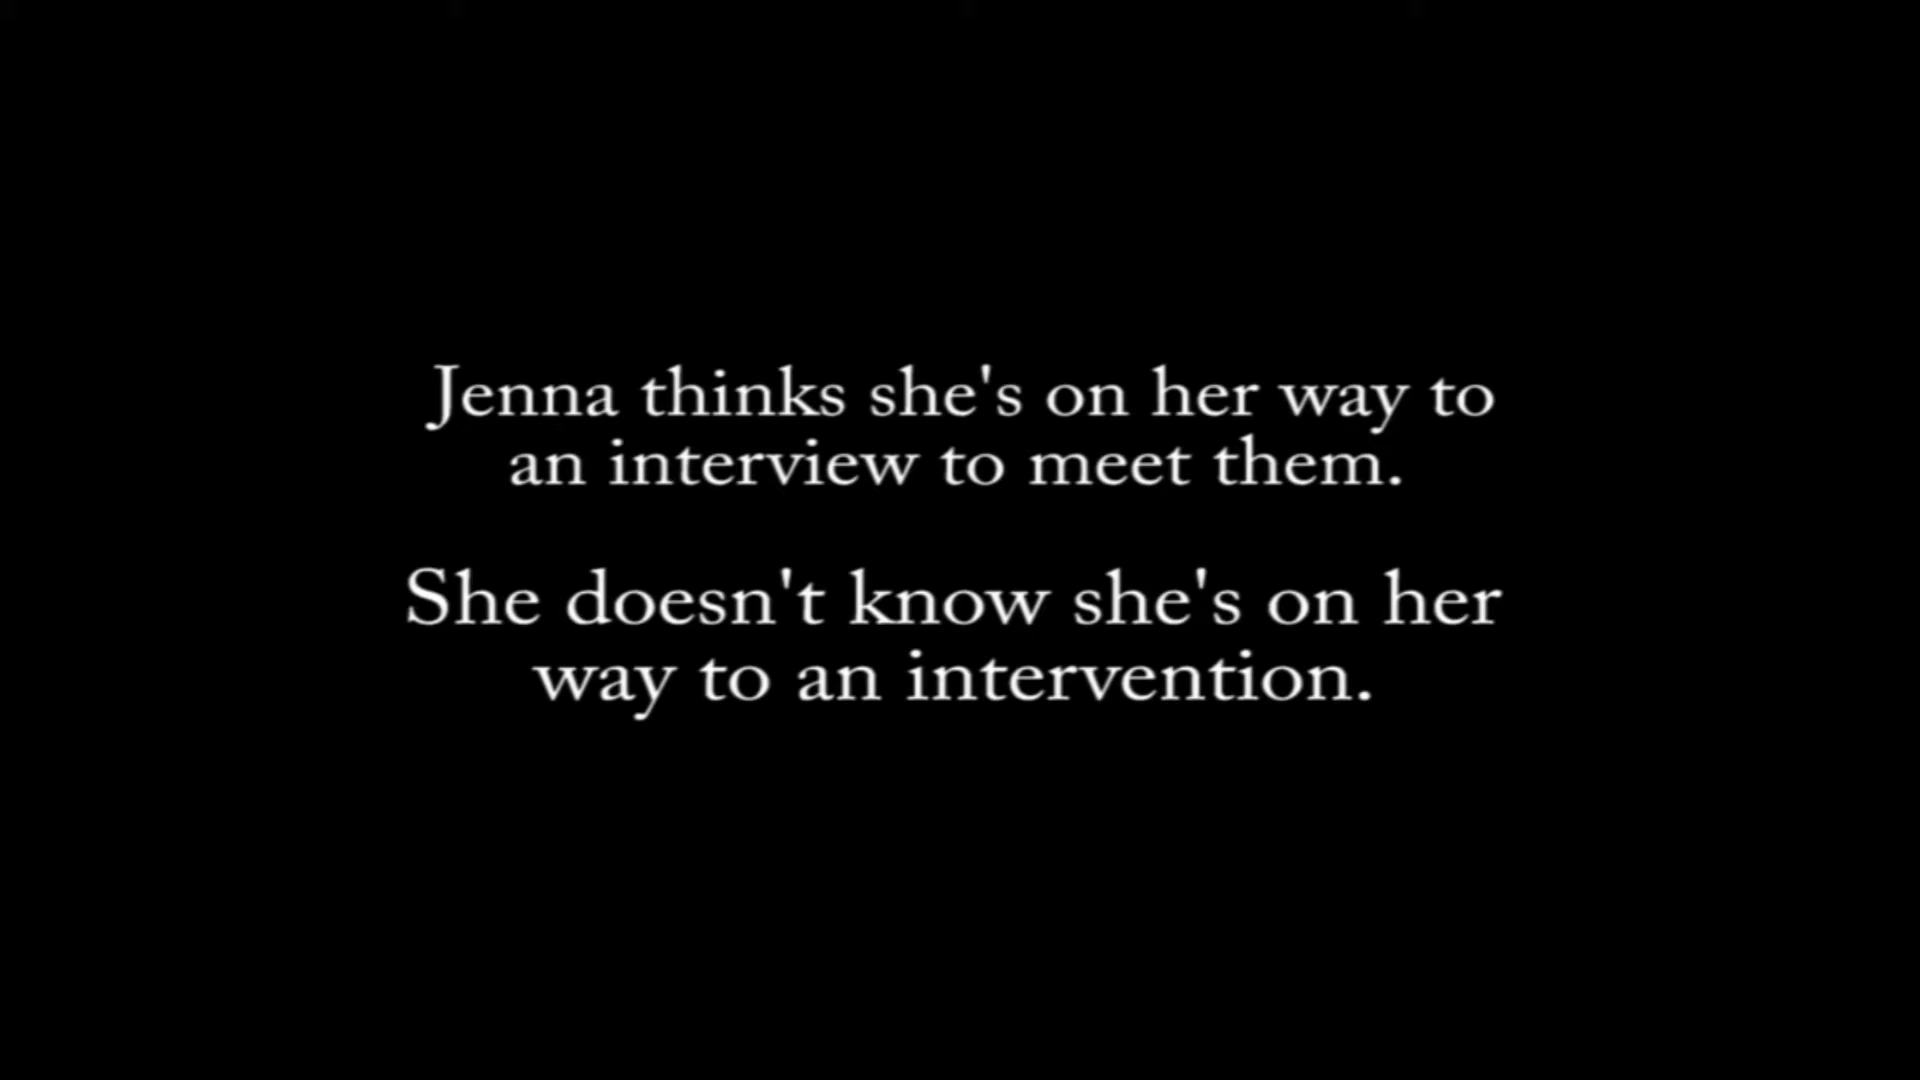 Jenna thinks she's on her way to
an interview to meet them.
She doesn't know she's on her
way to an intervention.